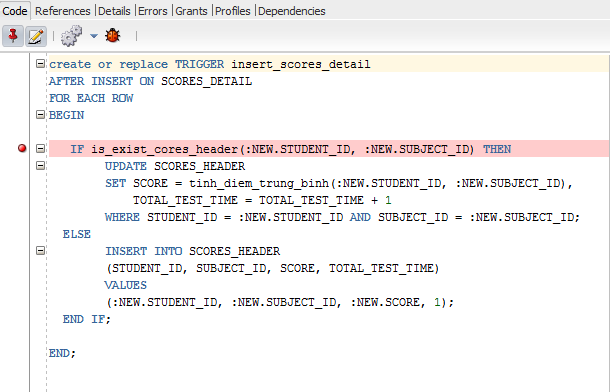 Code References Details Errors Grants Profiles Dependencies
create or replace TRIGGER insert_scores_detail
AFTER INSERT ON SCORES_DETAIL
FOR EACH ROW
BEGIN
IF is_exist_cores_header(:NEW.STUDENT_ID, :NEW.SUBJECT_ID) THEN
UPDATE SCORES_HEADER
SET SCORE = tinh_diem_trung_binh(:NEW.STUDENT_ID, :NEW.SUBJECT_ID),
TOTAL_TEST_TIME = TOTAL_TEST_TIME + 1
WHERE STUDENT_ID = :NEW.STUDENT_ID AND SUBJECT_ID = :NEW.SUBJECT_ID;
ELSE
INSERT INTO SCORES_HEADER
(STUDENT_ID, SUBJECT_ID, SCORE, TOTAL_TEST_TIME)
VALUES
(:NEW.STUDENT_ID, :NEW.SUBJECT_ID, :NEW.SCORE, 1);
END IF;
END;